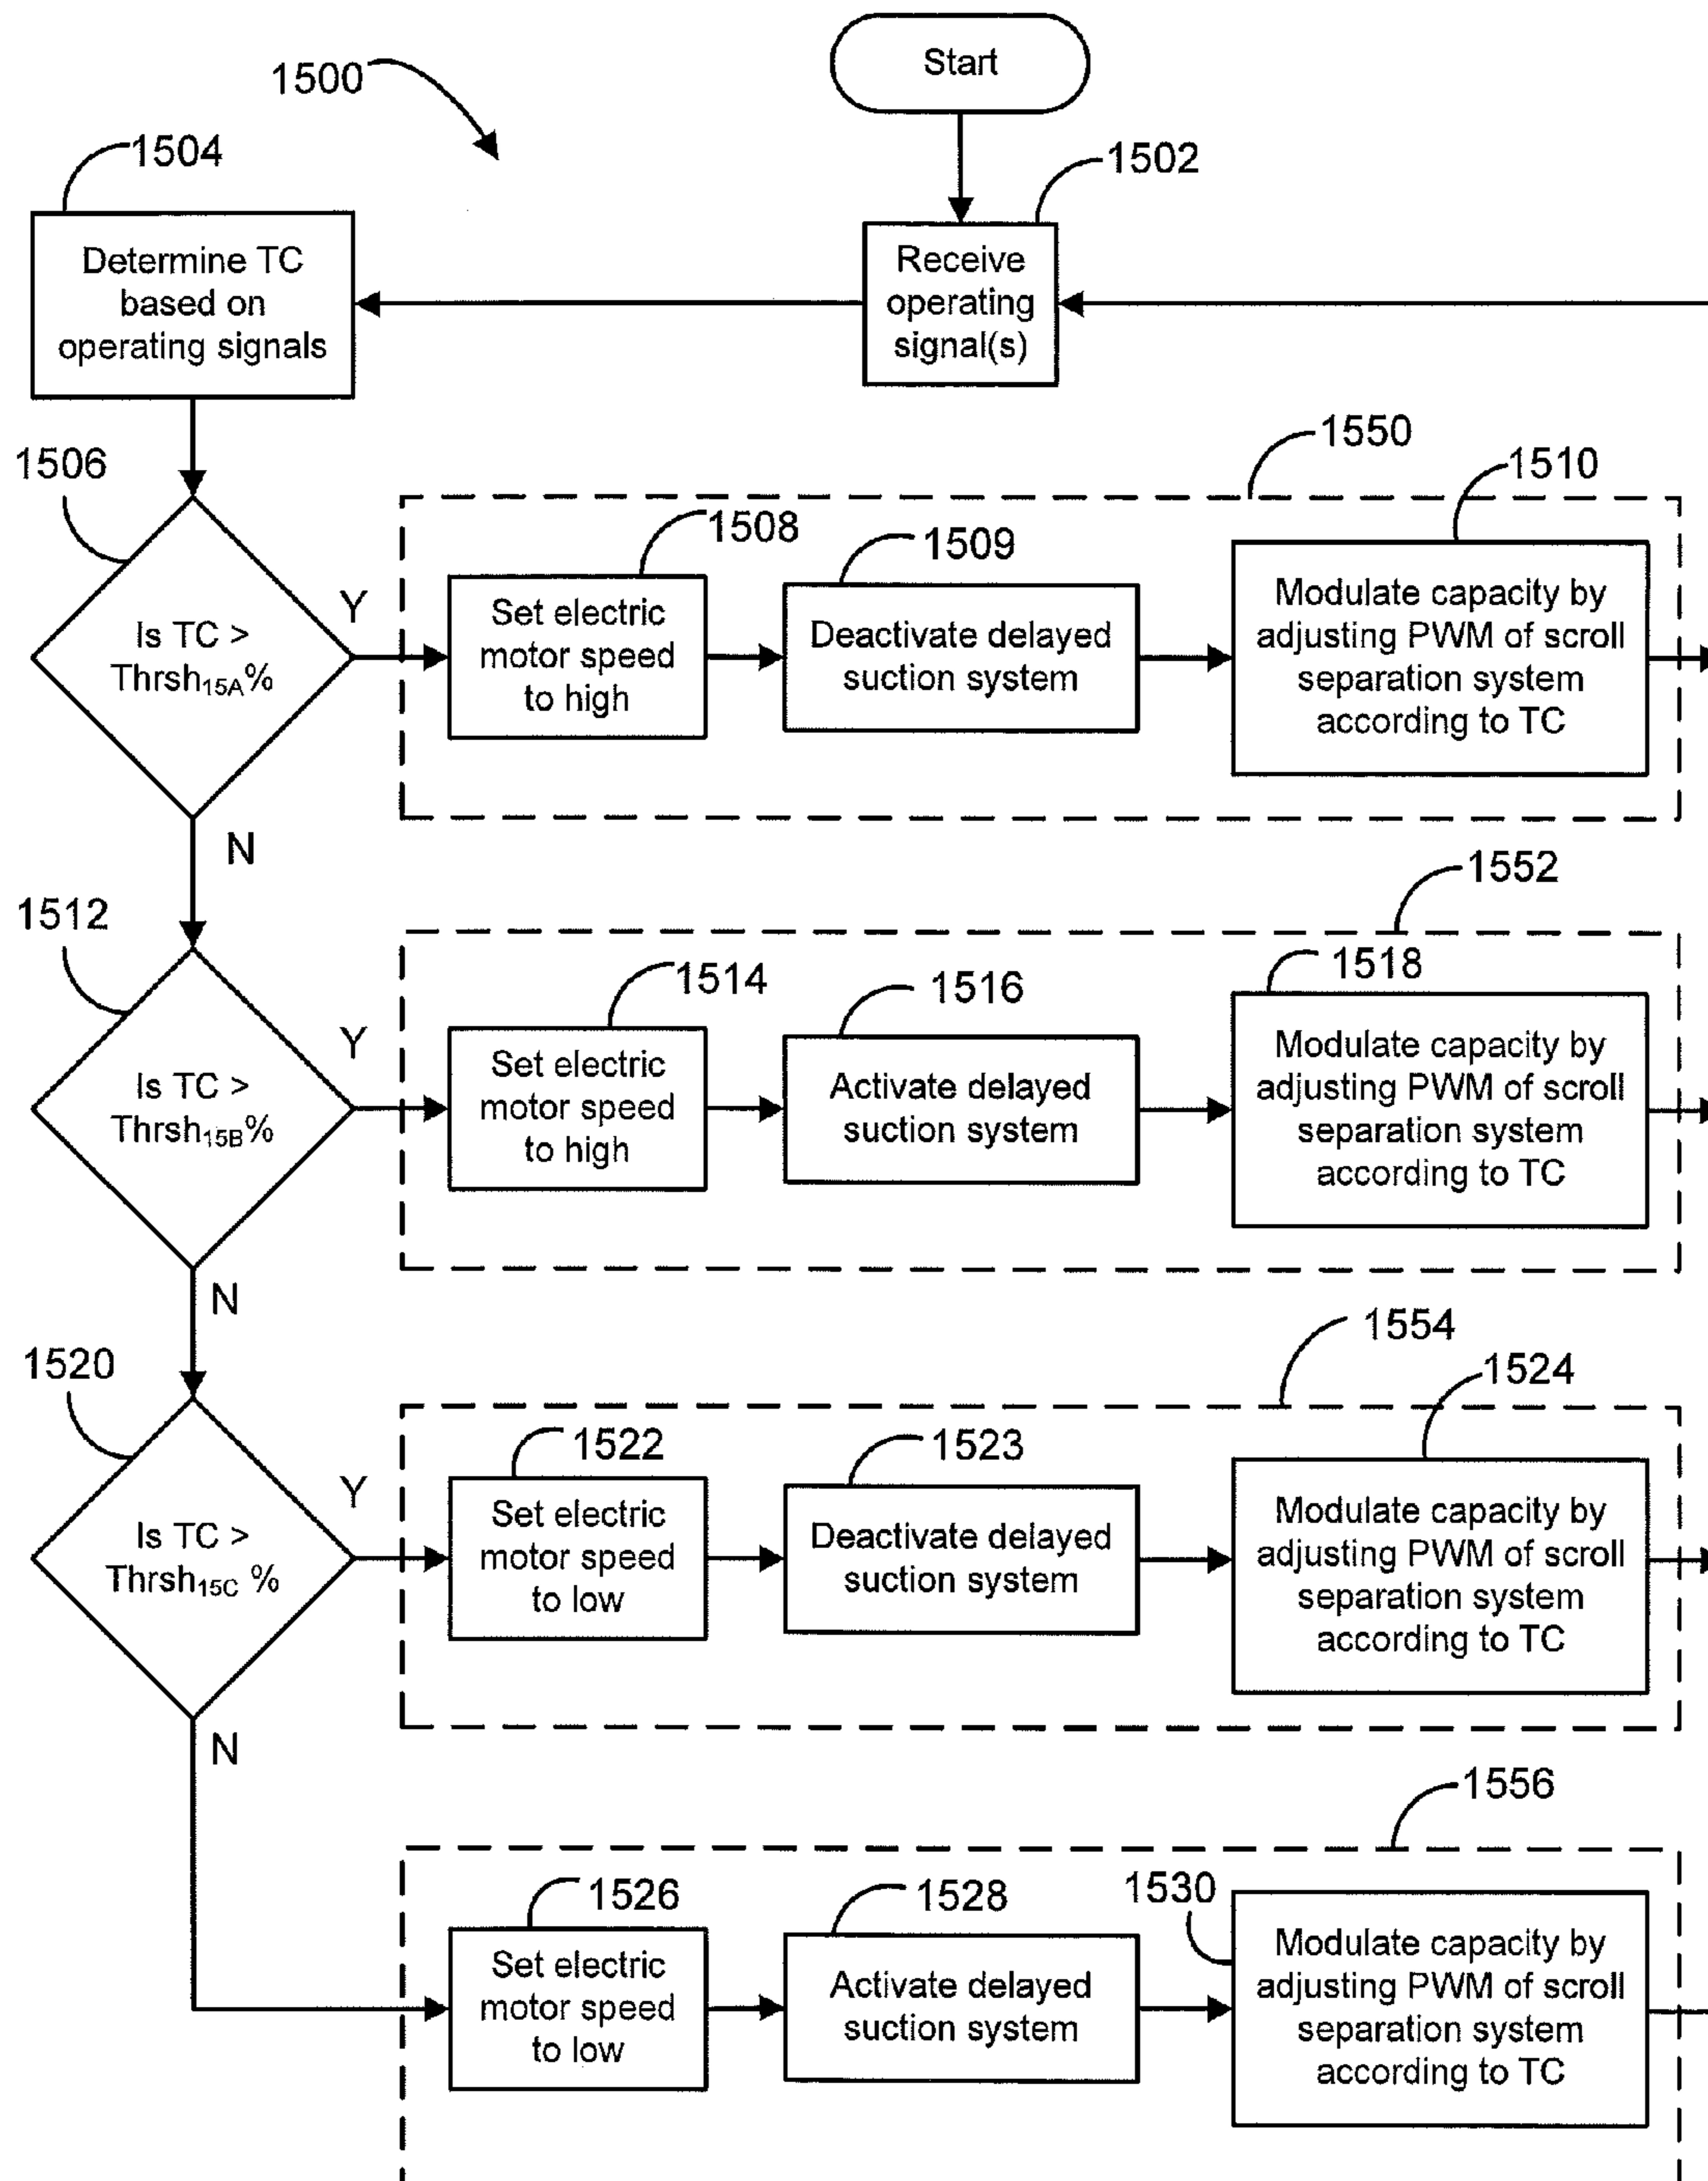 Start
1500
1504
1502
Determine TC
based on
operating signals
Receive
operating
signal(s)
1506
1550
1510
1508
1509
Is TC >
Thrsh15A%
Y
Set electric
motor speed
to high
Deactivate delayed
suction system
Modulate capacity by
adjusting PWM of scroll
separation system
according to TC
N
1552
1512
1514
1516
1518
Is TC >
Thrsh15B%
Y
Set electric
motor speed
to high
Activate delayed
suction system
Modulate capacity by
adjusting PWM of scroll
separation system
according to TC
N
1554
1520
1524
1522
1523
Is TC >
Thrsh15C %
Y
Set electric
motor speed
to low
Deactivate delayed
suction system
Modulate capacity by
adjusting PWM of scroll
separation system
according to TC
N
1556
1526
1528
1530
Set electric
motor speed
to low
Activate delayed
suction system
Modulate capacity by
adjusting PWM of scroll
separation system
according to TC